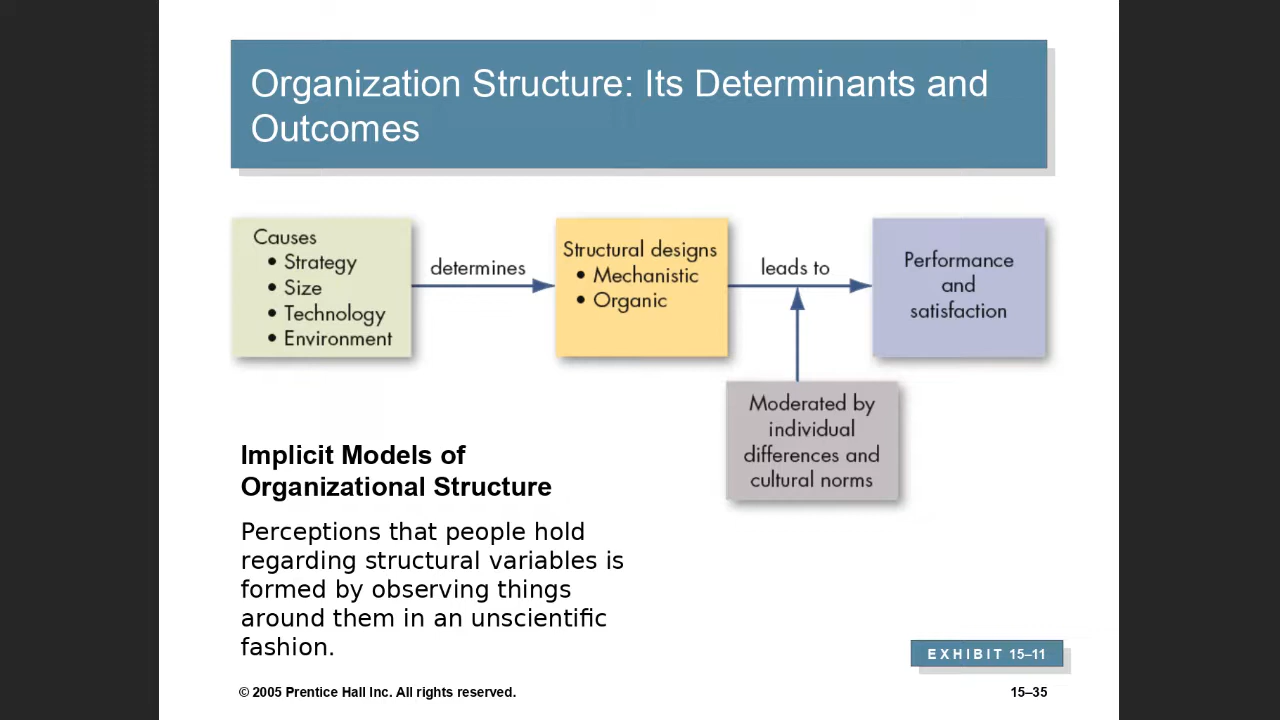 Organization Structure: Its Determinants and
Outcomes
Causes
• Strategy
• Size
• Technology
• Environment
determines
Structural designs
• Mechanistic
• Organic
leads to
Performance
and
satisfaction
Moderated by
individual
differences and
cultural norms
Implicit Models of
Organizational Structure
Perceptions that people hold
regarding structural variables is
formed by observing things
around them in an unscientific
fashion.
EXHIBIT 15–11
© 2005 Prentice Hall Inc. All rights reserved.
15–35